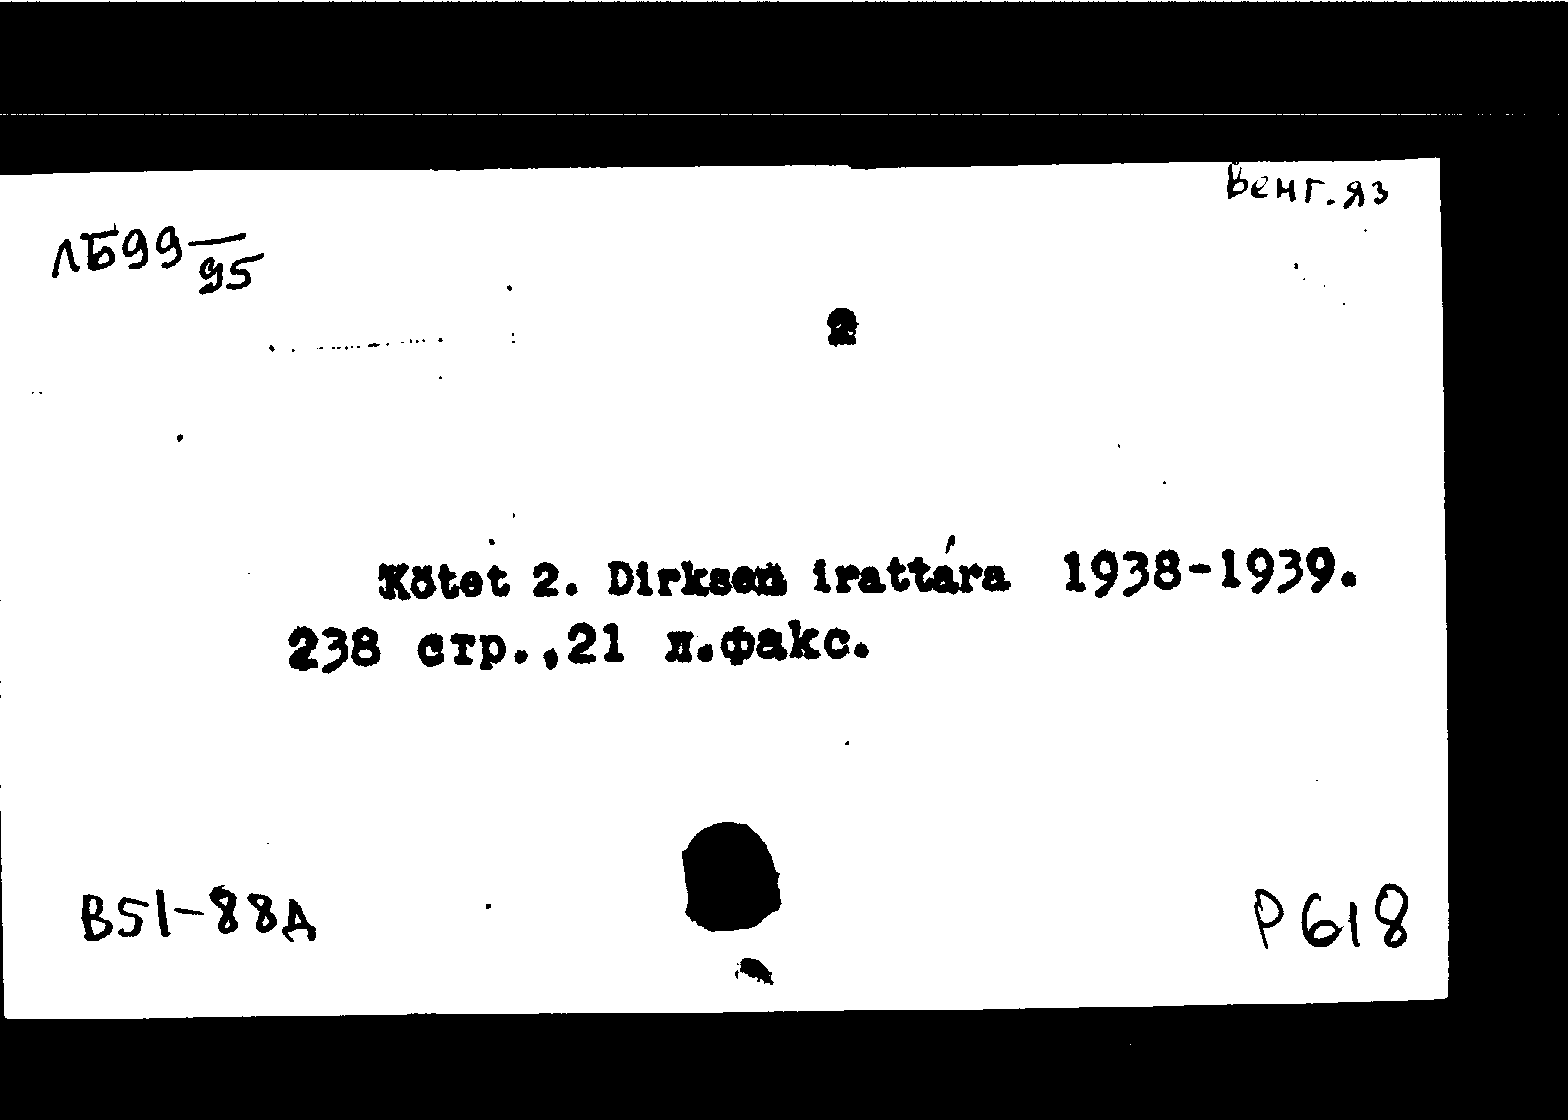 Венг. яз
ЛБ99
95
2
Kötet 2. Dirksen irattára 1938-1939.
238 стр.,21 л.факс.
В51-88Д
Р618